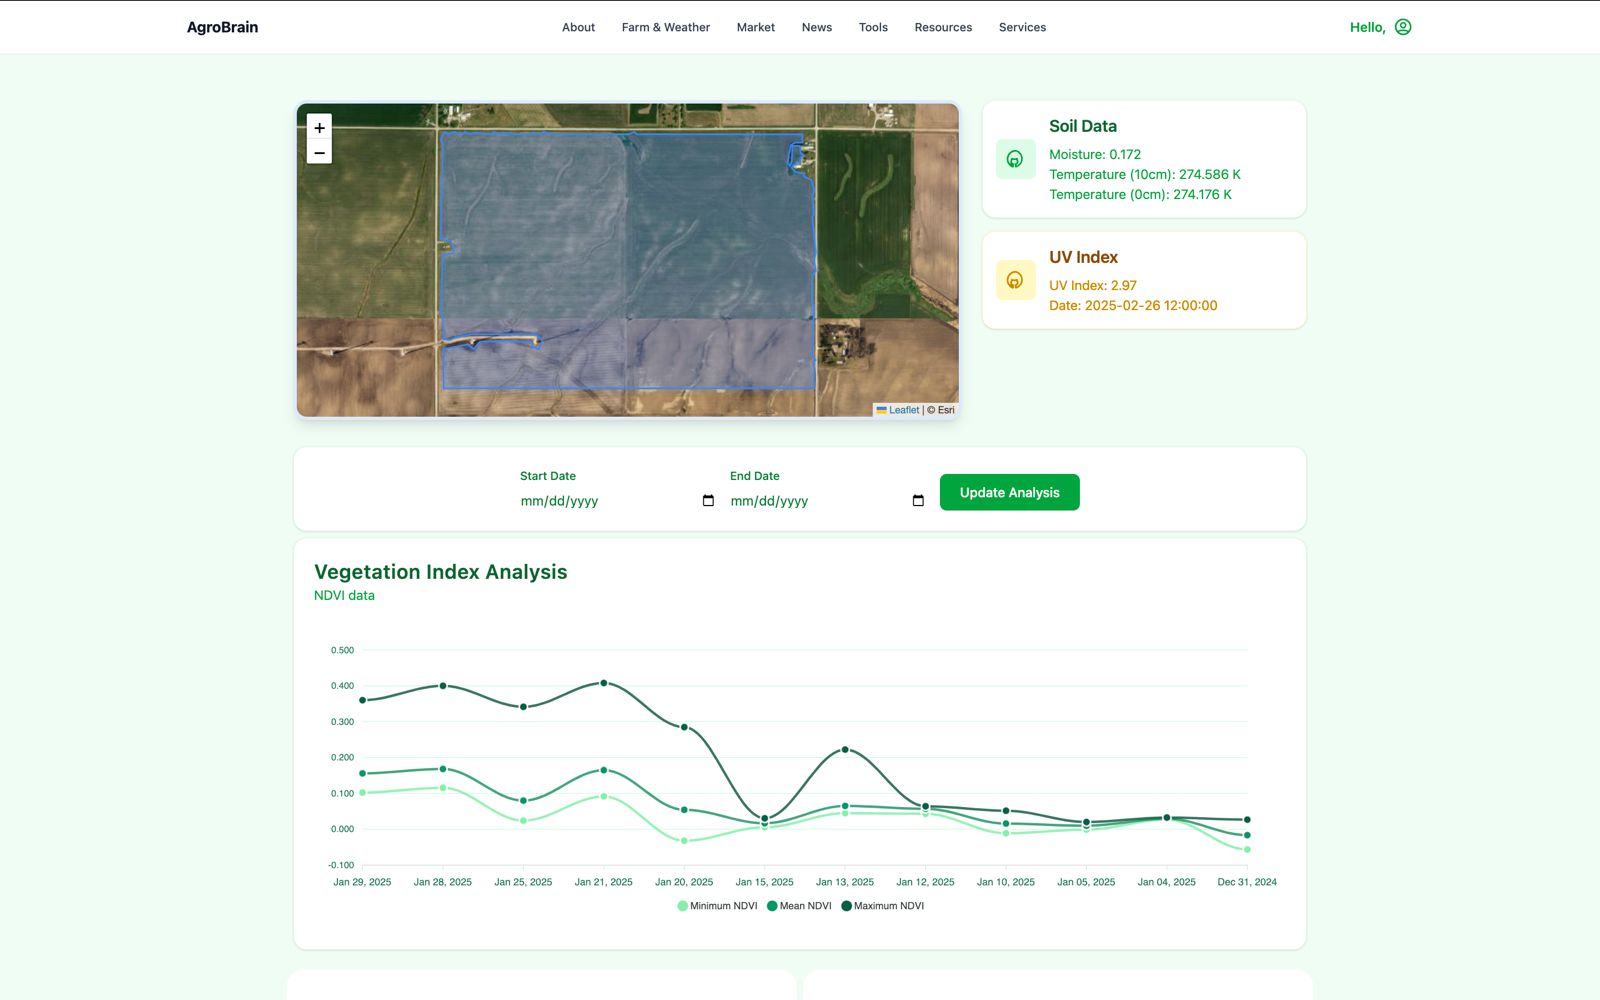 AgroBrain
About
Farm & Weather
Market
News
Tools
Resources
Services
Hello,
+
−
Leaflet | © Esri
Soil Data
Moisture: 0.172
Temperature (10cm): 274.586 K
Temperature (0cm): 274.176 K
UV Index
UV Index: 2.97
Date: 2025-02-26 12:00:00
Start Date
mm/dd/yyyy
End Date
mm/dd/yyyy
Update Analysis
Vegetation Index Analysis
NDVI data
0.500
0.400
0.300
0.200
0.100
0.000
-0.100
Jan 29, 2025
Jan 28, 2025
Jan 25, 2025
Jan 21, 2025
Jan 20, 2025
Jan 15, 2025
Jan 13, 2025
Jan 12, 2025
Jan 10, 2025
Jan 05, 2025
Jan 04, 2025
Dec 31, 2024
Minimum NDVI
Mean NDVI
Maximum NDVI